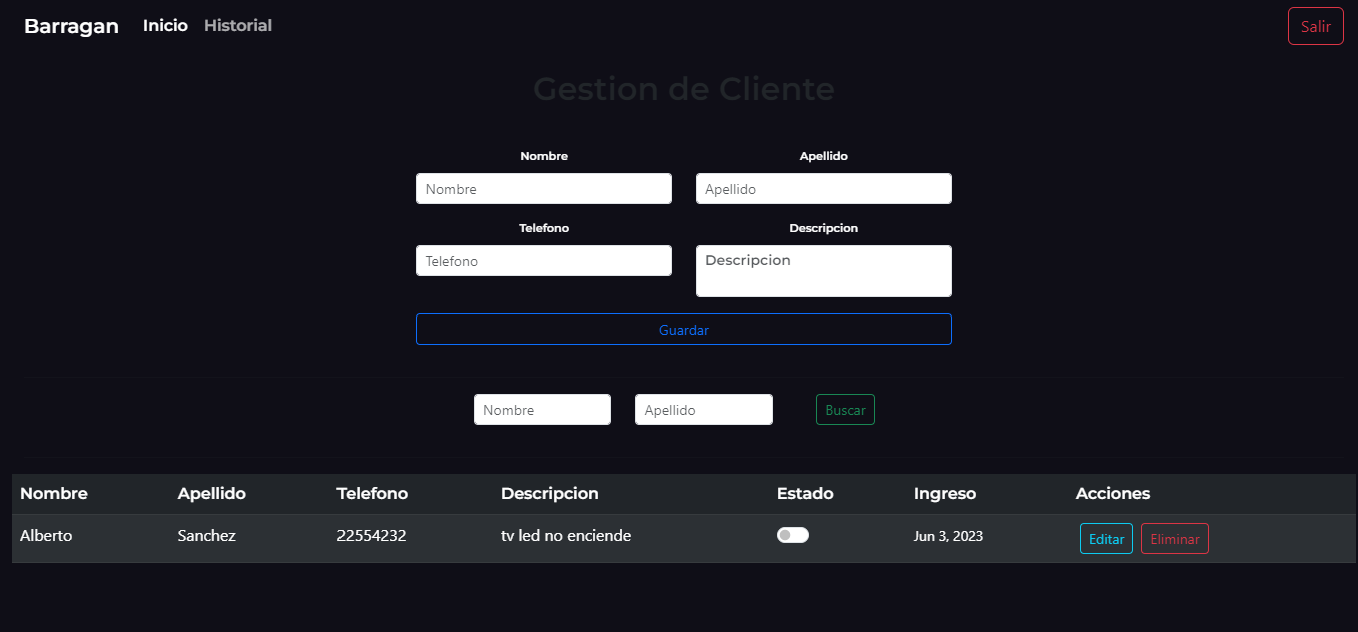 Barragan Inicio Historial Salir
Gestion de Cliente
Nombre Apellido
Nombre Apellido
Telefono Descripcion
Telefono Descripcion
Guardar
Nombre Apellido Buscar
Nombre Apellido Telefono Descripcion Estado Ingreso Acciones
Alberto Sanchez 22554232 tv led no enciende Jun 3, 2023 Editar Eliminar